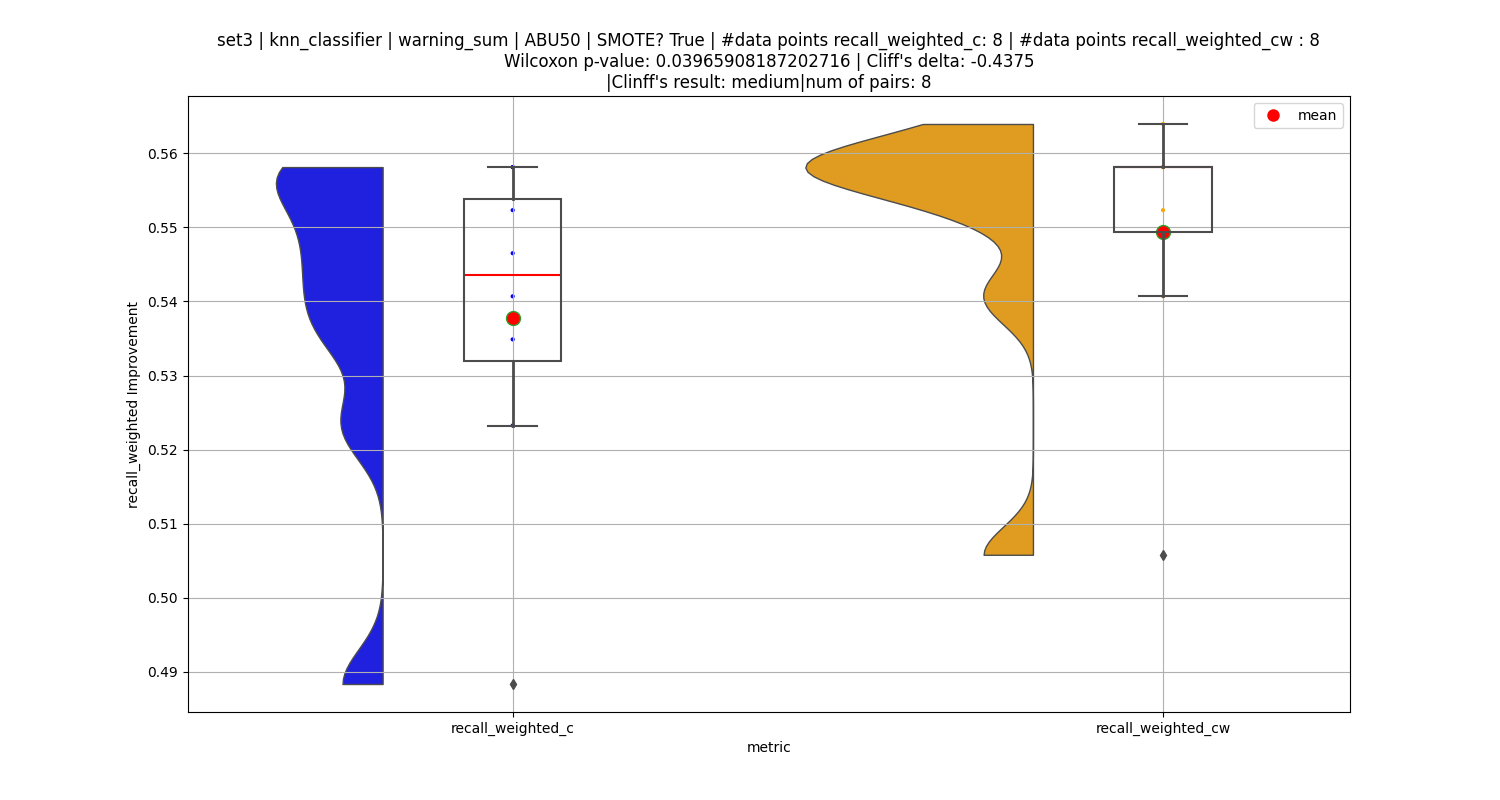 set3 | knn_classifier | warning_sum | ABU50 | SMOTE? True | #data points recall_weighted_c: 8 | #data points recall_weighted_cw : 8
Wilcoxon p-value: 0.03965908187202716 | Cliff's delta: -0.4375
|Clinff's result: medium|num of pairs: 8
mean
0.56
0.55
0.54
0.53
0.52
0.51
0.50
0.49
recall_weighted Improvement
recall_weighted_c
recall_weighted_cw
metric